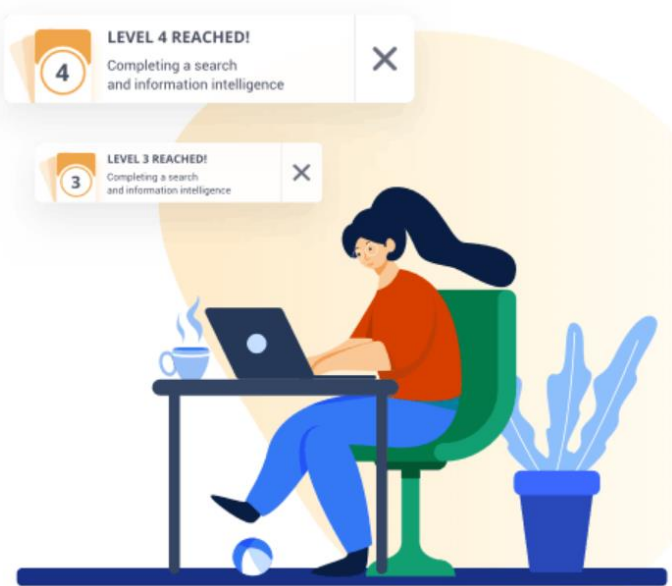 4
LEVEL 4 REACHED!
Completing a search
and information intelligence
3
LEVEL 3 REACHED!
Completing a search
and information intelligence